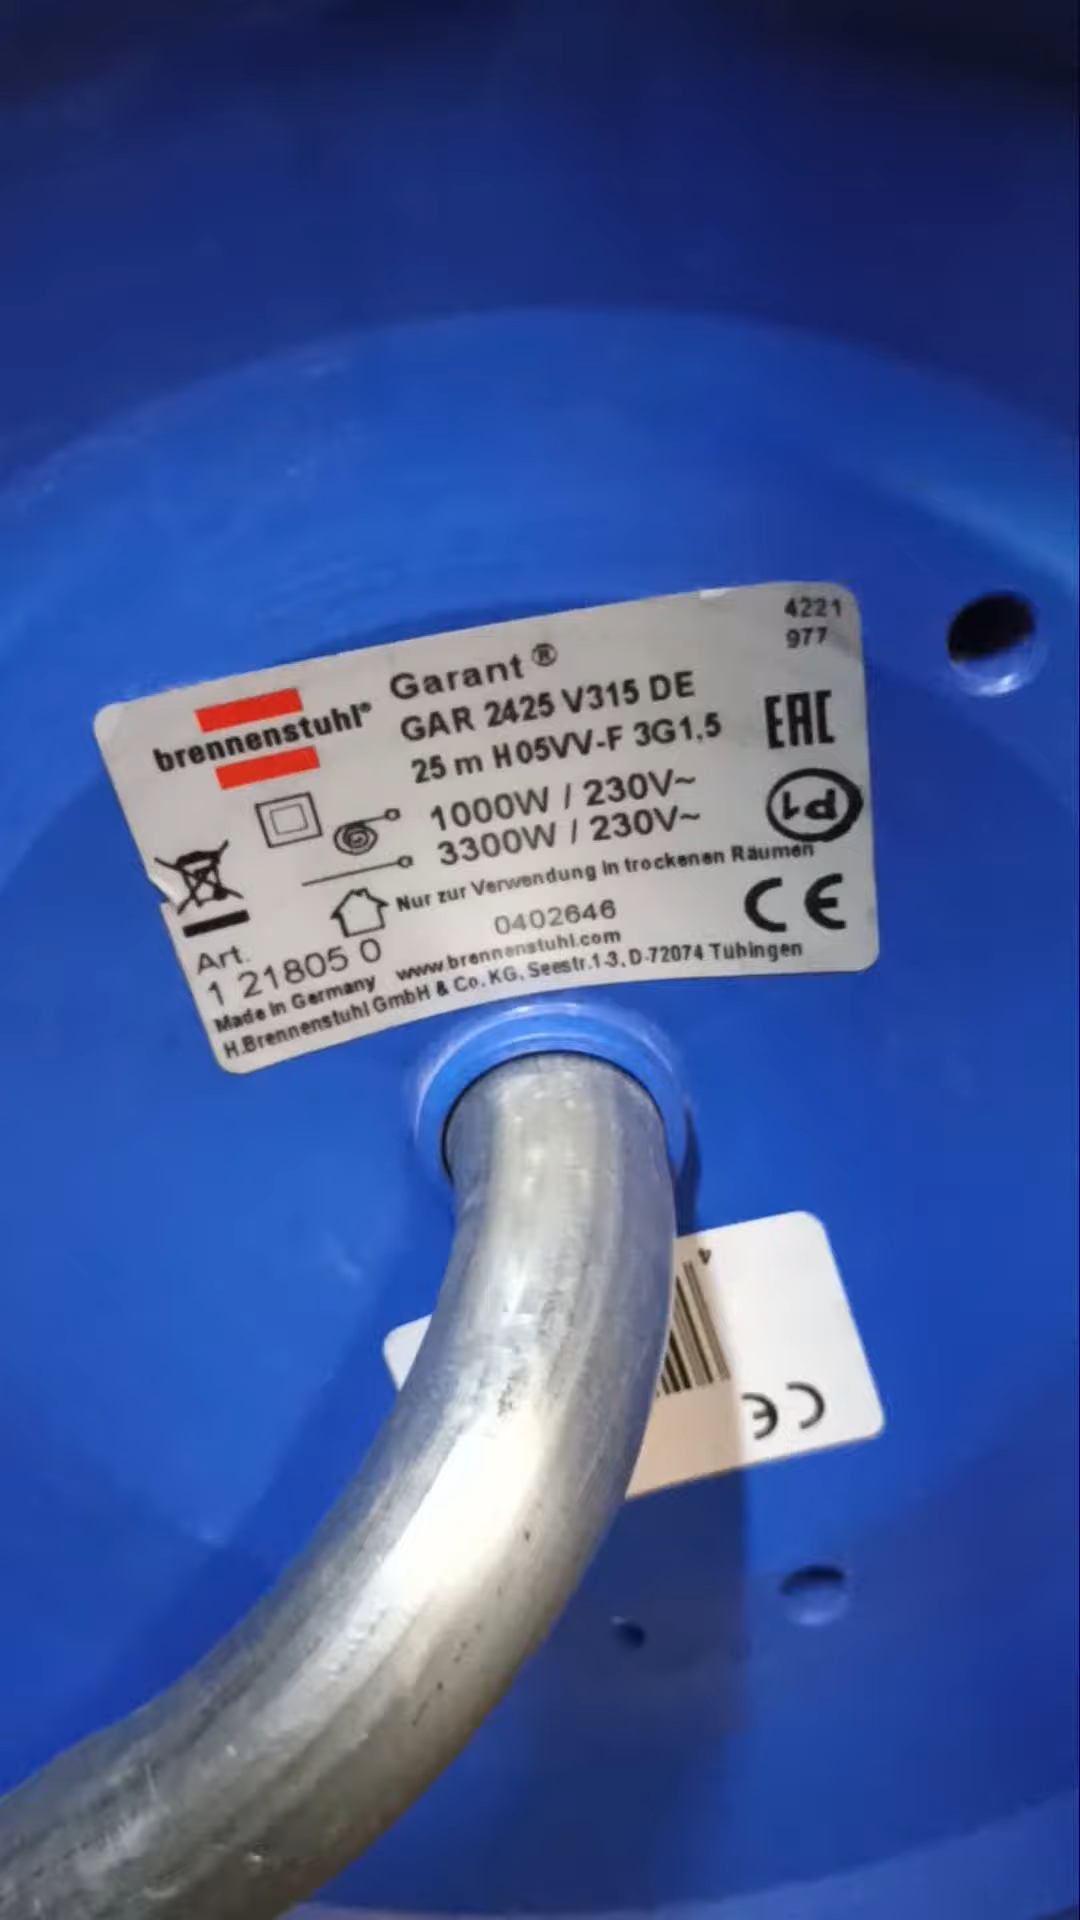 4221
977
brennenstuhl®
Garant®
GAR 2425 V315 DE
25 m H05VV-F 3G1,5
1000W / 230V~
3300W / 230V~
EAC
P1
Nur zur Verwendung in trockenen Räumen
CE
Art.
1 21805 0
0402646
Made in Germany www.brennenstuhl.com
H.Brennenstuhl GmbH & Co. KG, Seestr.1-3, D-72074 Tübingen
4
CE